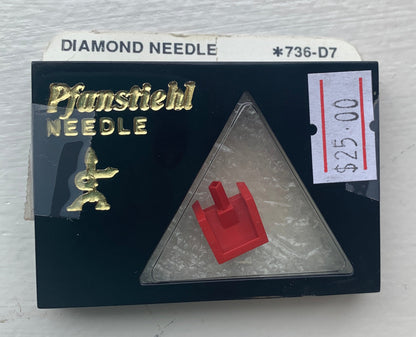 DIAMOND NEEDLE *736-D7
Pfanstiehl
NEEDLE
$25.00